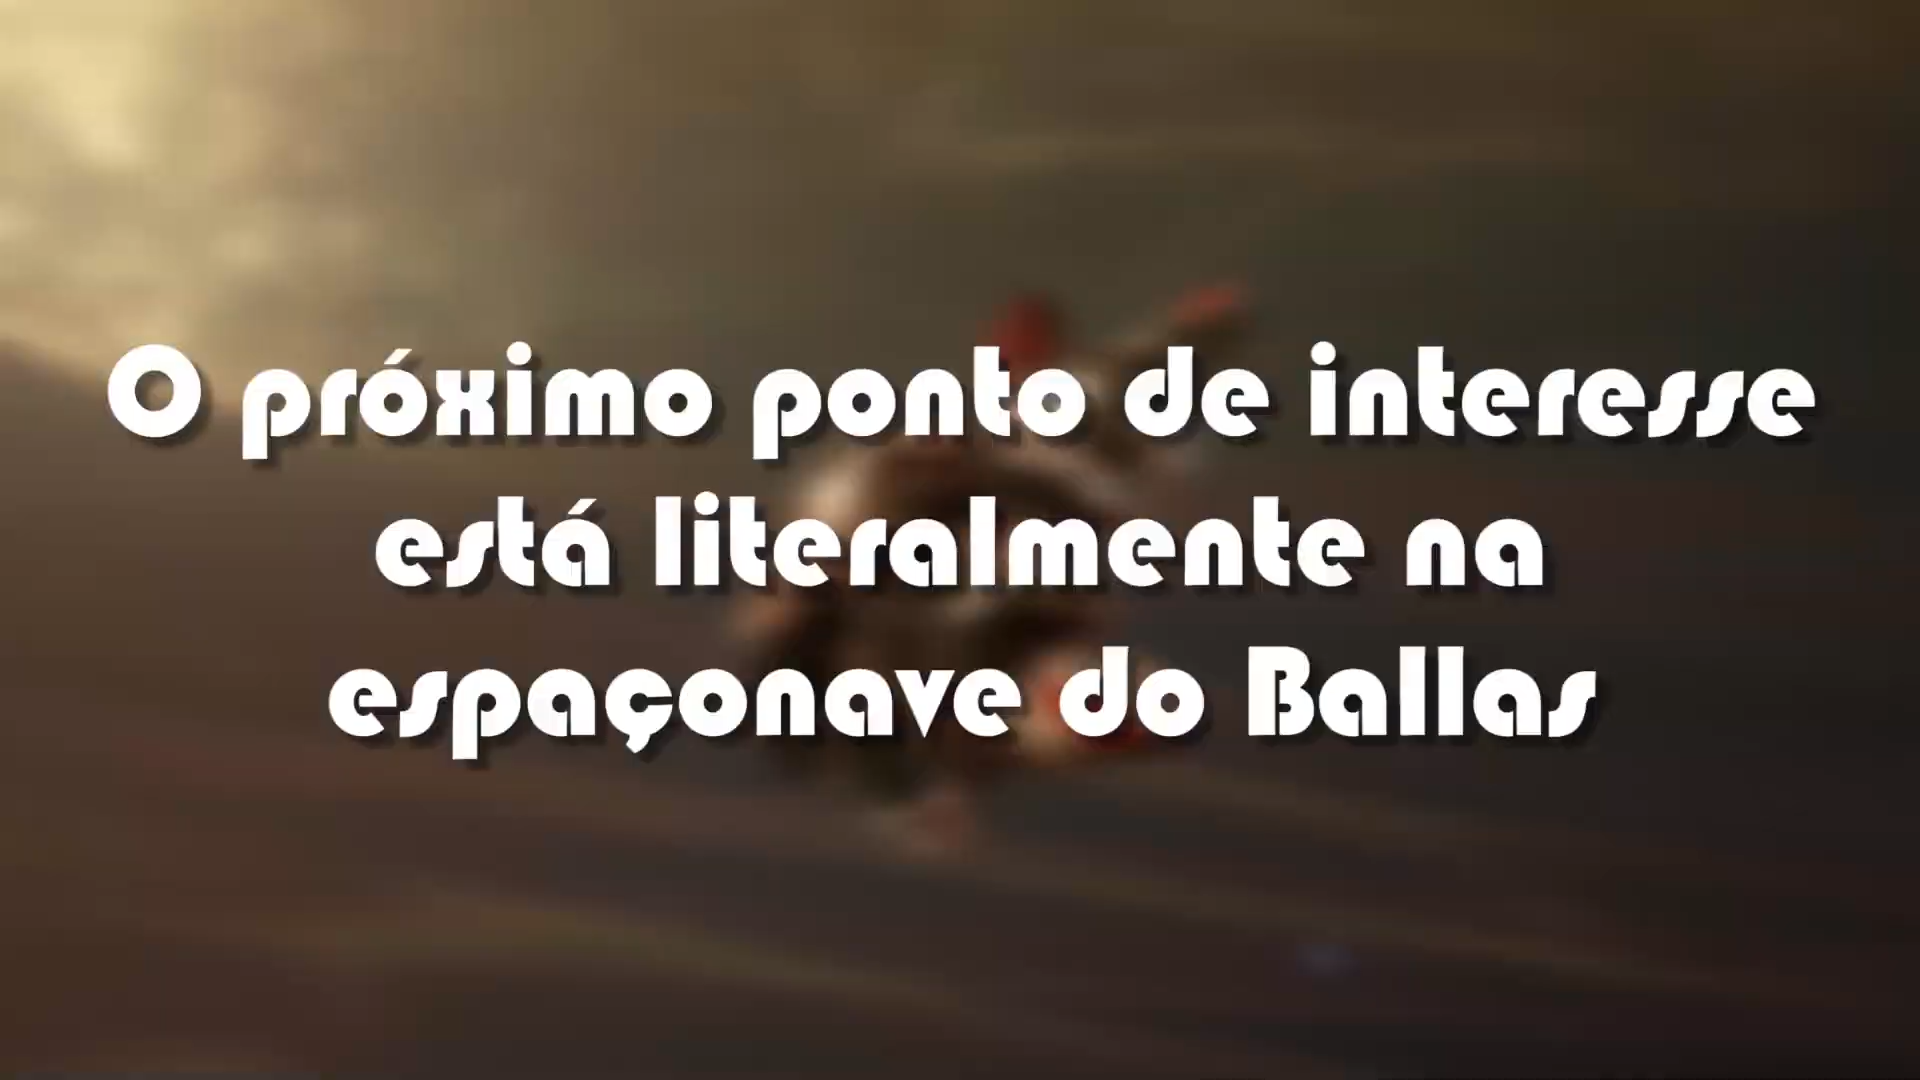 O próximo ponto de interesse
está literalmente na
espaçonave do Ballas